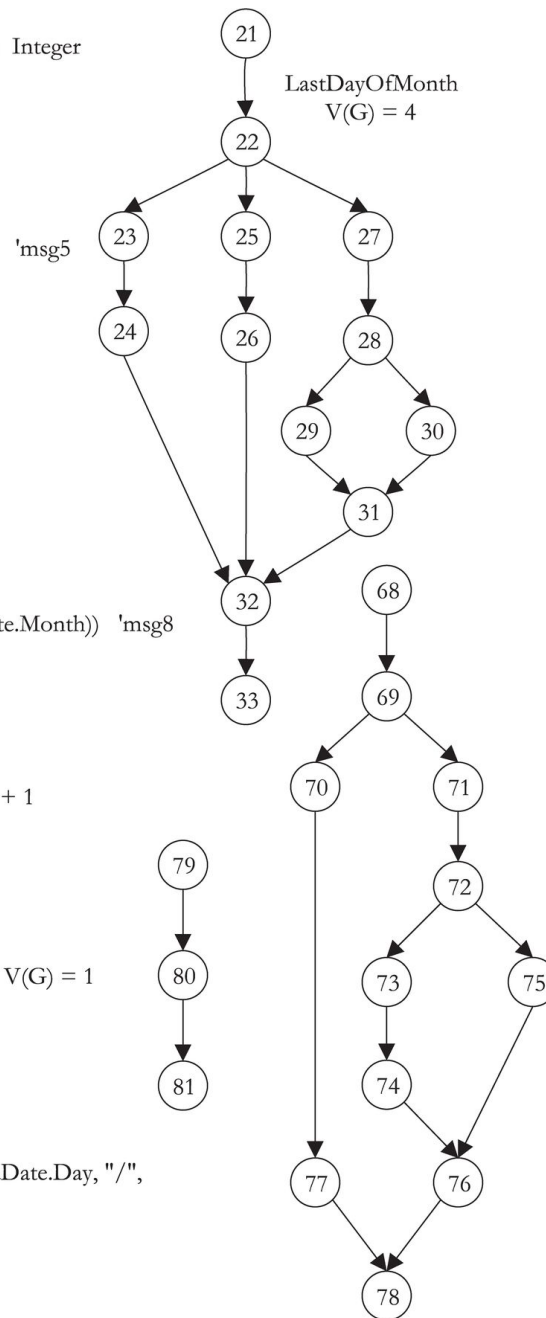 21
Integer
LastDayOfMonth
V(G) = 4
22
23 25 27
'msg5
24 26 28
29 30
31
32 68
te.Month)) 'msg8
33 69
70 71
+ 1
79
72
V(G) = 1 80 73 75
81 74
Date.Day, "/", 77 76
78